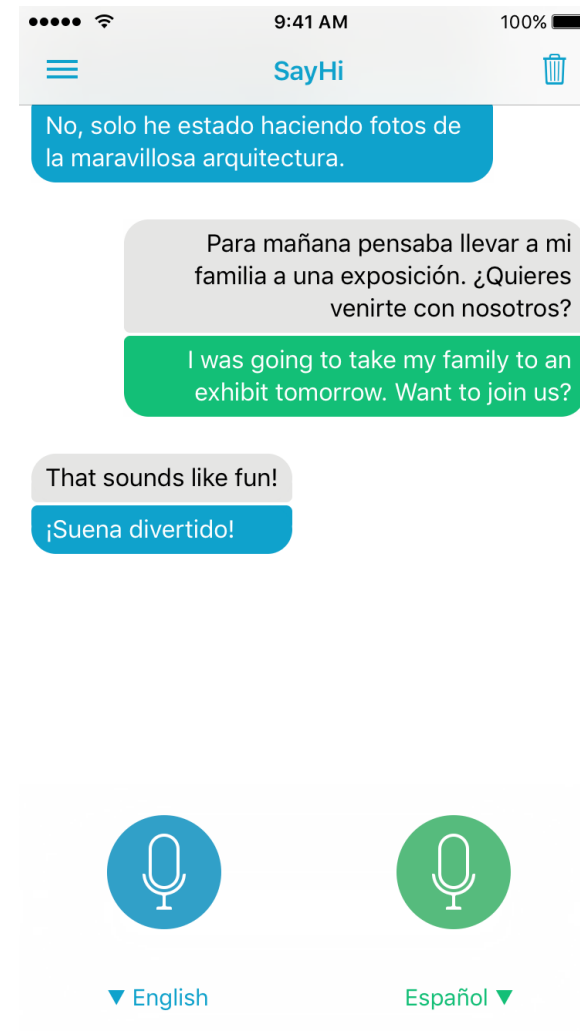 9:41 AM
100%
SayHi
No, solo he estado haciendo fotos de
la maravillosa arquitectura.
Para mañana pensaba llevar a mi
familia a una exposición. ¿Quieres
venirte con nosotros?
I was going to take my family to an
exhibit tomorrow. Want to join us?
That sounds like fun!
¡Suena divertido!
▼ English
Español ▼